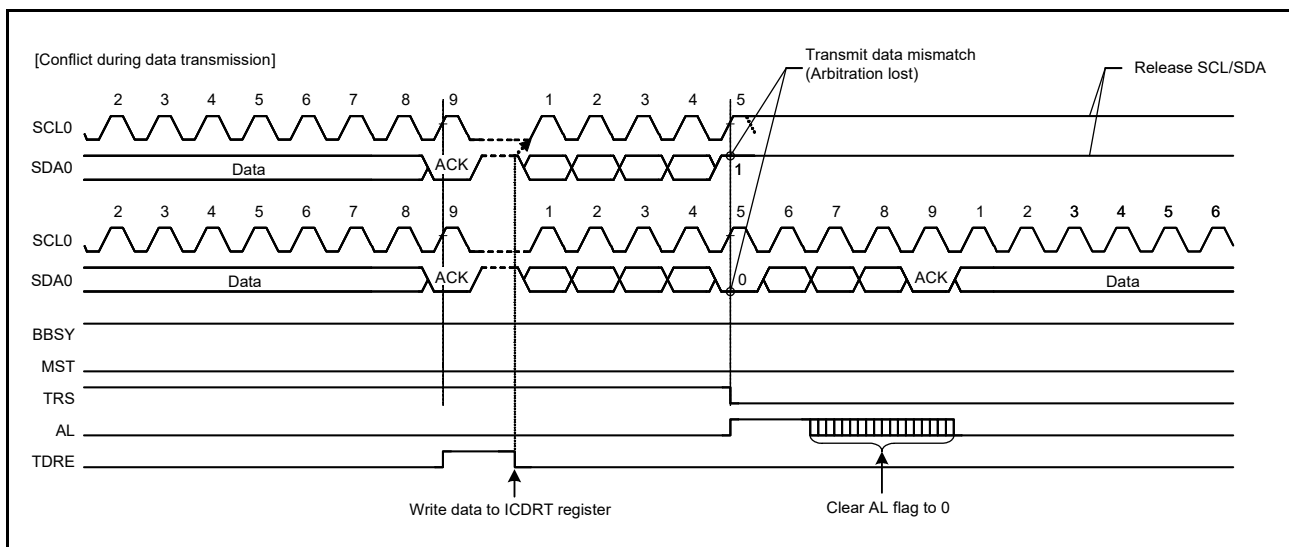 [Conflict during data transmission]
Transmit data mismatch
(Arbitration lost)
Release SCL/SDA
2 3 4 5 6 7 8 9 1 2 3 4 5
SCL0
SDA0 Data ACK 1
2 3 4 5 6 7 8 9 1 2 3 4 5 6 7 8 9 1 2 3 4 5 6
SCL0
SDA0 Data ACK 0 ACK Data
BBSY
MST
TRS
AL
TDRE
Write data to ICDRT register
Clear AL flag to 0